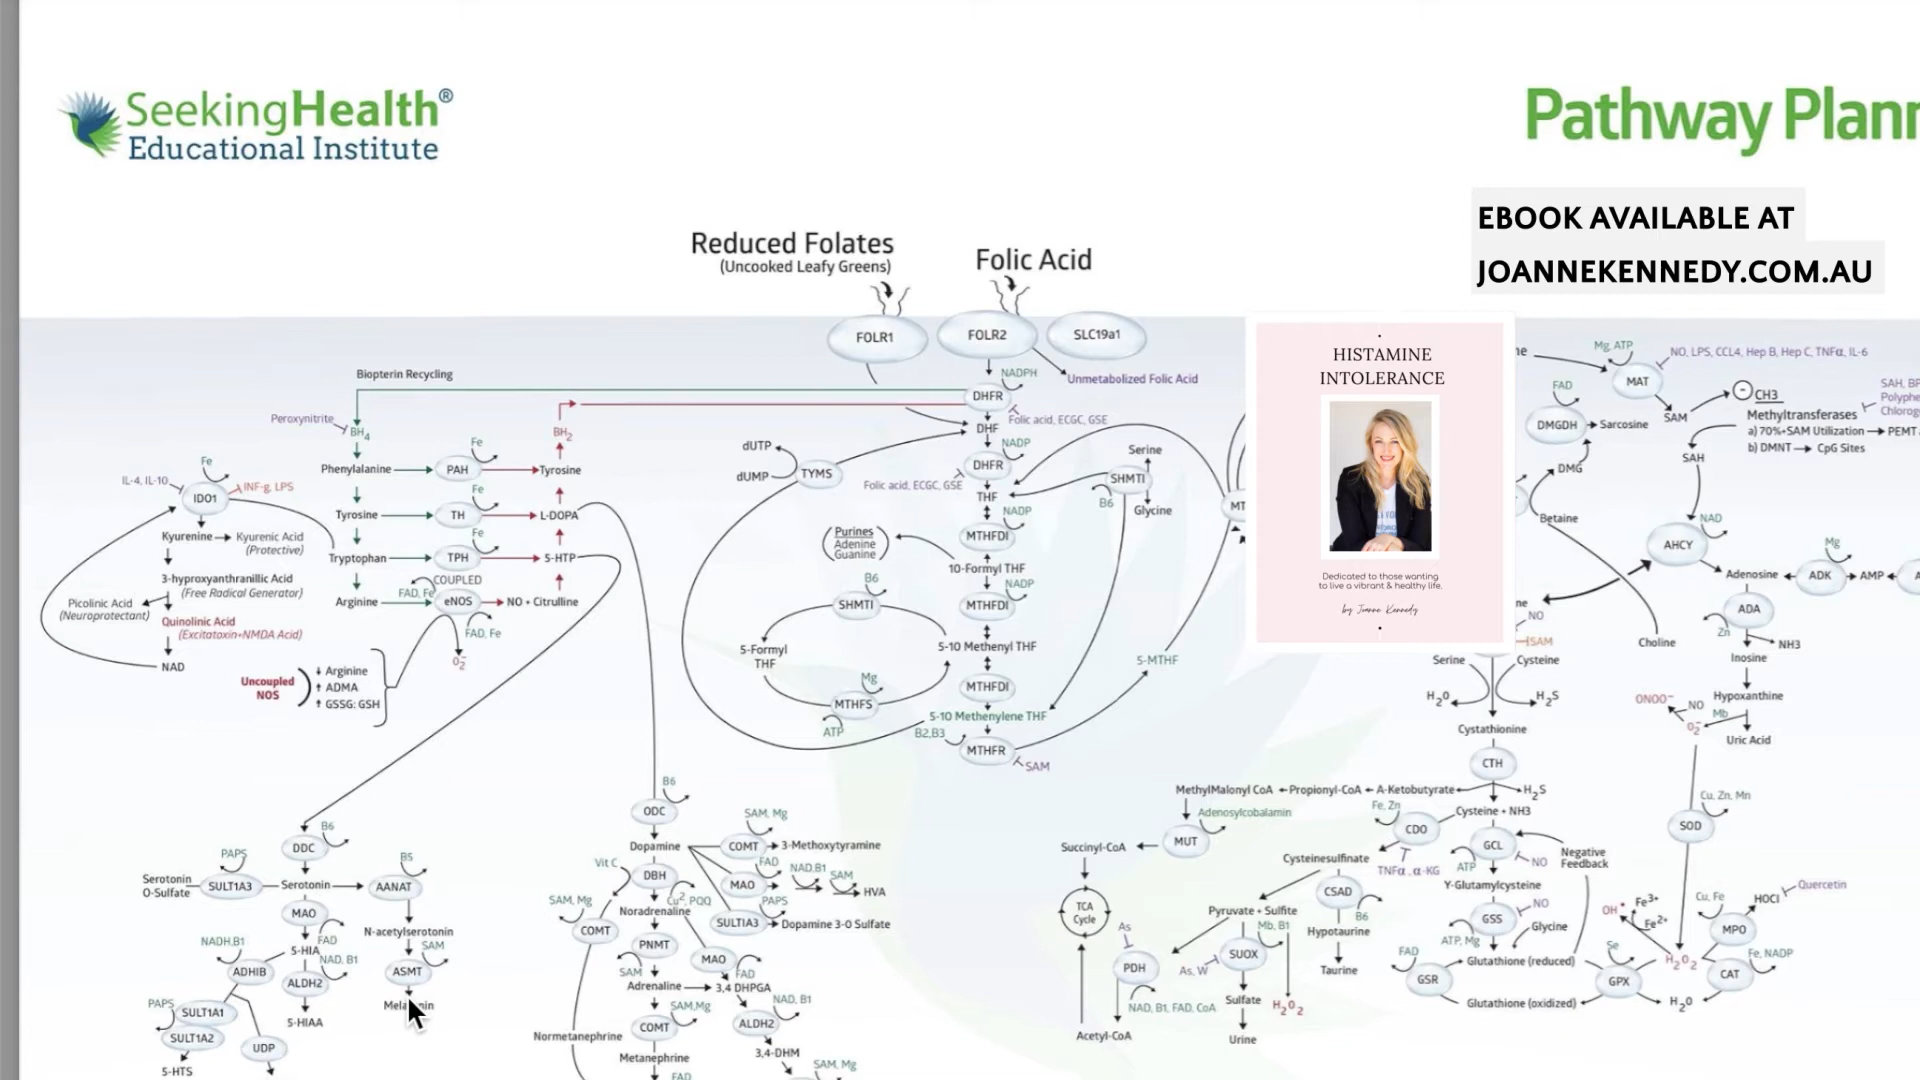 SeekingHealth®
Educational Institute
Pathway Plann
EBOOK AVAILABLE AT
JOANNEKENNEDY.COM.AU
Reduced Folates
(Uncooked Leafy Greens)
Folic Acid
FOLR1
FOLR2
SLC19a1
NADPH
Unmetabolized Folic Acid
DHFR
Folic acid, ECGC, GSE
DHF
NADP
DHFR
Folic acid, ECGC, GSE
THF
NADP
MTHFDI
10-Formyl THF
NADP
MTHFDI
5-10 Methenyl THF
MTHFDI
5-10 Methenylene THF
B2,B3
MTHFR
SAM
dUTP
dUMP
TYMS
(Purines
Adenine
Guanine)
B6
SHMTI
5-Formyl
THF
Mg
MTHFS
ATP
Serine
SHMTI
B6
Glycine
5-MTHF
MT
Biopterin Recycling
Peroxynitrite
BH4
BH2
Phenylalanine
Fe
PAH
Tyrosine
Tyrosine
Fe
TH
L-DOPA
Tryptophan
Fe
TPH
5-HTP
COUPLED
Arginine
FAD, Fe
eNOS
NO + Citrulline
FAD, Fe
O2-
Fe
IL-4, IL-10
IDO1
INF-g, LPS
Kyurenine
Kyurenic Acid
(Protective)
3-hyproxyanthranillic Acid
(Free Radical Generator)
Picolinic Acid
(Neuroprotectant)
Quinolinic Acid
(Excitatoxin+NMDA Acid)
NAD
Uncoupled
NOS
Arginine
ADMA
GSSG: GSH
B6
DDC
PAPS
Serotonin
O-Sulfate
SULT1A3
Serotonin
B5
AANAT
MAO
FAD
N-acetylserotonin
SAM
NADH,B1
5-HIA
NAD, B1
ADHIB
ALDH2
ASMT
PAPS
SULT1A1
SULT1A2
5-HIAA
UDP
5-HTS
B6
ODC
SAM, Mg
Dopamine
COMT
3-Methoxytyramine
Vit C
FAD
NAD,B1
SAM
DBH
MAO
HVA
Cu2, PQQ
PAPS
SAM, Mg
Noradrenaline
SULTIA3
Dopamine 3-0 Sulfate
COMT
PNMT
MAO
SAM
FAD
Adrenaline
3,4 DHPGA
SAM,Mg
NAD, B1
COMT
ALDH2
Normetanephrine
Metanephrine
3,4-DHM
FAD
SAM, Mg
HISTAMINE
INTOLERANCE
Dedicated to those wanting
to live a vibrant & healthy life.
by Joanne Kennedy
ne
Mg, ATP
NO, LPS, CCL4, Hep B, Hep C, TNFα, IL-6
MAT
FAD
SAM
CH3
SAH, BP
Polyphe
Chlorog
DMGDH
Sarcosine
Methyltransferases
a) 70%+SAM Utilization
PEMT
b) DMNT
CpG Sites
SAH
DMG
Betaine
NAD
AHCY
Mg
Adenosine
ADK
AMP
ADA
Zn
NH3
Inosine
Choline
Hypoxanthine
ONOO-
NO
Mb
O2-
Uric Acid
ne
NO
SAM
Serine
Cysteine
H2O
H2S
Cystathionine
CTH
MethylMalonyl CoA
Propionyl-CoA
A-Ketobutyrate
H2S
Cysteine + NH3
Adenosylcobalamin
Fe, Zn
CDO
MUT
Succinyl-CoA
TCA
Cycle
Cysteinesulfinate
TNFα , α-KG
GCL
ATP
NO
Negative
Feedback
Y-Glutamylcysteine
CSAD
B6
NO
GSS
Glycine
Pyruvate + Sulfite
Hypotaurine
ATP, Mg
Mb, B1
As
As, W
SUOX
PDH
Taurine
FAD
GSR
Glutathione (reduced)
Sulfate
H2O2
Glutathione (oxidized)
NAD, B1, FAD, CoA
Acetyl-CoA
Urine
Cu, Zn, Mn
SOD
Quercetin
HOCI
Cu, Fe
OH
Fe3+
Fe2+
MPO
Se
H2O2
Fe, NADP
GPX
CAT
H2O